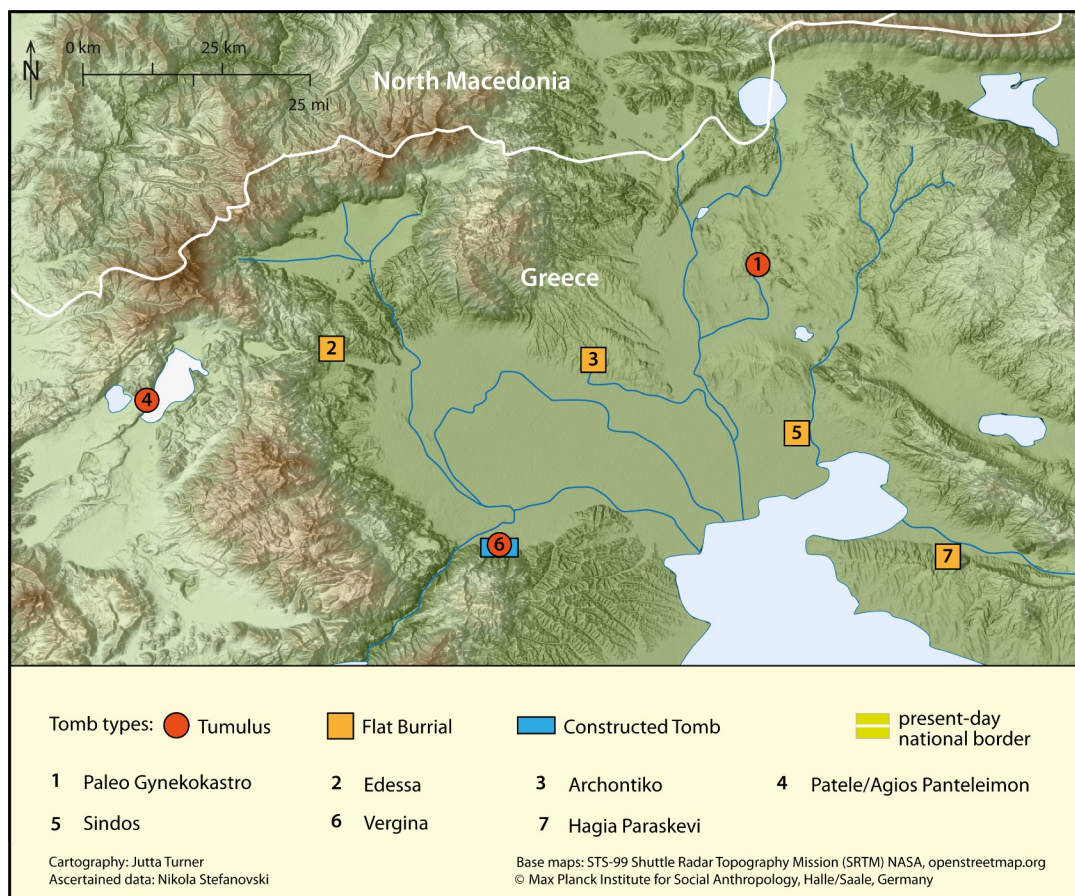 0 km 25 km
N
25 mi
North Macedonia
Greece
1
2
3
4
5
6
7
Tomb types: Tumulus Flat Burial Constructed Tomb present-day
national border
1 Paleo Gynekokastro 2 Edessa 3 Archontiko 4 Patele/Agios Panteleimon
5 Sindos 6 Vergina 7 Hagia Paraskevi
Cartography: Jutta Turner
Ascertained data: Nikola Stefanovski
Base maps: STS-99 Shuttle Radar Topography Mission (SRTM) NASA, openstreetmap.org
© Max Planck Institute for Social Anthropology, Halle/Saale, Germany